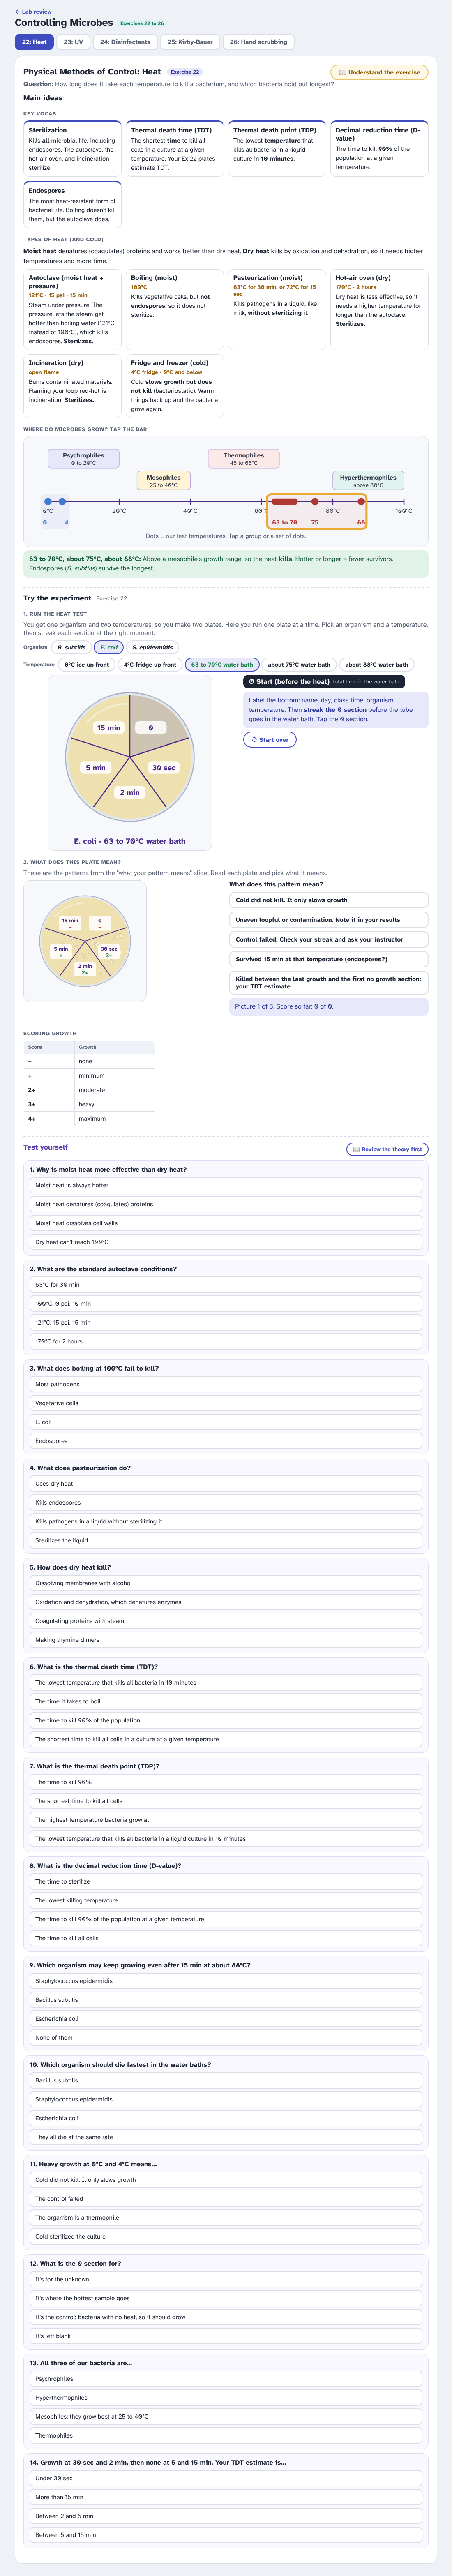 ← Lab review
Controlling Microbes Exercises 22 to 26
22: Heat
23: UV
24: Disinfectants
25: Kirby-Bauer
26: Hand scrubbing
Physical Methods of Control: Heat Exercise 22
📖 Understand the exercise
Question: How long does it take each temperature to kill a bacterium, and which bacteria hold out longest?
Main ideas
KEY VOCAB
Sterilization
Kills all microbial life, including
endospores. The autoclave, the
hot-air oven, and incineration
sterilize.
Thermal death time (TDT)
The shortest time to kill all
cells in a culture at a given
temperature. Your Ex 22 plates
estimate TDT.
Thermal death point (TDP)
The lowest temperature that
kills all bacteria in a liquid
culture in 10 minutes.
Decimal reduction time (D-
value)
The time to kill 90% of the
population at a given
temperature.
Endospores
The most heat-resistant form of
bacterial life. Boiling doesn't kill
them, but the autoclave does.
TYPES OF HEAT (AND COLD)
Moist heat denatures (coagulates) proteins and works better than dry heat. Dry heat kills by oxidation and dehydration, so it needs higher
temperatures and more time.
Autoclave (moist heat +
pressure)
121°C · 15 psi · 15 min
Steam under pressure. The
pressure lets the steam get
hotter than boiling water (121°C
instead of 100°C), which kills
endospores. Sterilizes.
Boiling (moist)
100°C
Kills vegetative cells, but not
endospores, so it does not
sterilize.
Pasteurization (moist)
63°C for 30 min, or 72°C for 15
sec
Kills pathogens in a liquid, like
milk, without sterilizing it.
Hot-air oven (dry)
170°C · 2 hours
Dry heat is less effective, so it
needs a higher temperature for
longer than the autoclave.
Sterilizes.
Incineration (dry)
open flame
Burns contaminated materials.
Flaming your loop red-hot is
incineration. Sterilizes.
Fridge and freezer (cold)
4°C fridge · 0°C and below
Cold slows growth but does
not kill (bacteriostatic). Warm
things back up and the bacteria
grow again.
WHERE DO MICROBES GROW? TAP THE BAR
Psychrophiles
0 to 20°C
Thermophiles
45 to 65°C
Mesophiles
25 to 40°C
Hyperthermophiles
above 80°C
0°C
20°C
40°C
60°
80°C
100°C
0
4
63 to 70
75
88
Dots = our test temperatures. Tap a group or a set of dots.
63 to 70°C, about 75°C, about 88°C: Above a mesophile's growth range, so the heat kills. Hotter or longer = fewer survivors.
Endospores (B. subtilis) survive the longest.
Try the experiment Exercise 22
1. RUN THE HEAT TEST
You get one organism and two temperatures, so you make two plates. Here you run one plate at a time. Pick an organism and a temperature,
then streak each section at the right moment.
Organism B. subtilis E. coli S. epidermidis
Temperature 0°C ice up front 4°C fridge up front 63 to 70°C water bath about 75°C water bath about 88°C water bath
15 min
0
5 min
30 sec
2 min
E. coli · 63 to 70°C water bath
⏱ Start (before the heat) total time in the water bath
Label the bottom: name, day, class time, organism,
temperature. Then streak the 0 section before the tube
goes in the water bath. Tap the 0 section.
↺ Start over
2. WHAT DOES THIS PLATE MEAN?
These are the patterns from the "what your pattern means" slide. Read each plate and pick what it means.
15 min
−
0
−
5 min
+
30 sec
3+
2 min
2+
What does this pattern mean?
Cold did not kill. It only slows growth
Uneven loopful or contamination. Note it in your results
Control failed. Check your streak and ask your instructor
Survived 15 min at that temperature (endospores?)
Killed between the last growth and the first no growth section:
your TDT estimate
Picture 1 of 5. Score so far: 0 of 0.
SCORING GROWTH
Score Growth
− none
+ minimum
2+ moderate
3+ heavy
4+ maximum
Test yourself
📖 Review the theory first
1. Why is moist heat more effective than dry heat?
Moist heat is always hotter
Moist heat denatures (coagulates) proteins
Moist heat dissolves cell walls
Dry heat can't reach 100°C
2. What are the standard autoclave conditions?
63°C for 30 min
100°C, 0 psi, 10 min
121°C, 15 psi, 15 min
170°C for 2 hours
3. What does boiling at 100°C fail to kill?
Most pathogens
Vegetative cells
E. coli
Endospores
4. What does pasteurization do?
Uses dry heat
Kills endospores
Kills pathogens in a liquid without sterilizing it
Sterilizes the liquid
5. How does dry heat kill?
Dissolving membranes with alcohol
Oxidation and dehydration, which denatures enzymes
Coagulating proteins with steam
Making thymine dimers
6. What is the thermal death time (TDT)?
The lowest temperature that kills all bacteria in 10 minutes
The time it takes to boil
The time to kill 90% of the population
The shortest time to kill all cells in a culture at a given temperature
7. What is the thermal death point (TDP)?
The time to kill 90%
The shortest time to kill all cells
The highest temperature bacteria grow at
The lowest temperature that kills all bacteria in a liquid culture in 10 minutes
8. What is the decimal reduction time (D-value)?
The time to sterilize
The lowest killing temperature
The time to kill 90% of the population at a given temperature
The time to kill all cells
9. Which organism may keep growing even after 15 min at about 88°C?
Staphylococcus epidermidis
Bacillus subtilis
Escherichia coli
None of them
10. Which organism should die fastest in the water baths?
Bacillus subtilis
Staphylococcus epidermidis
Escherichia coli
They all die at the same rate
11. Heavy growth at 0°C and 4°C means...
Cold did not kill. It only slows growth
The control failed
The organism is a thermophile
Cold sterilized the culture
12. What is the 0 section for?
It's for the unknown
It's where the hottest sample goes
It's the control: bacteria with no heat, so it should grow
It's left blank
13. All three of our bacteria are...
Psychrophiles
Hyperthermophiles
Mesophiles: they grow best at 25 to 40°C
Thermophiles
14. Growth at 30 sec and 2 min, then none at 5 and 15 min. Your TDT estimate is...
Under 30 sec
More than 15 min
Between 2 and 5 min
Between 5 and 15 min